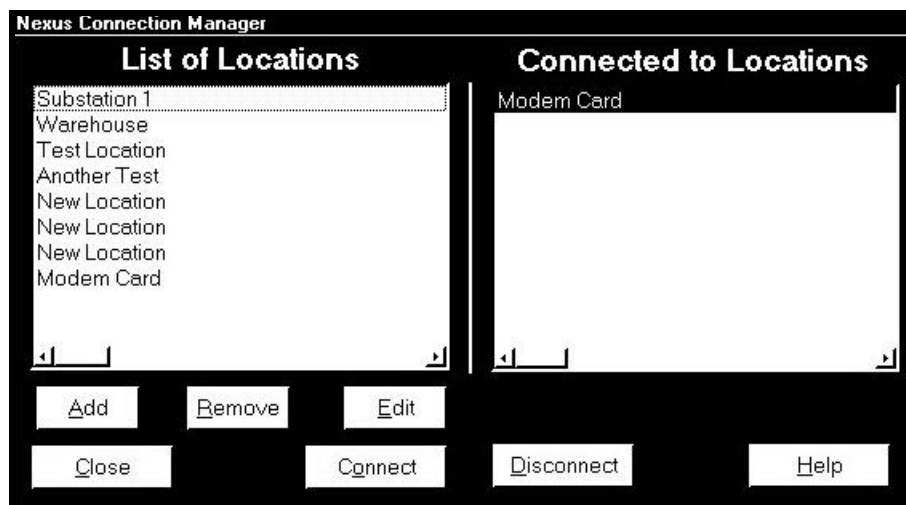 Nexus Connection Manager
List of Locations
Substation 1
Warehouse
Test Location
Another Test
New Location
New Location
New Location
Modem Card
Connected to Locations
Modem Card
Add
Remove
Edit
Close
Connect
Disconnect
Help